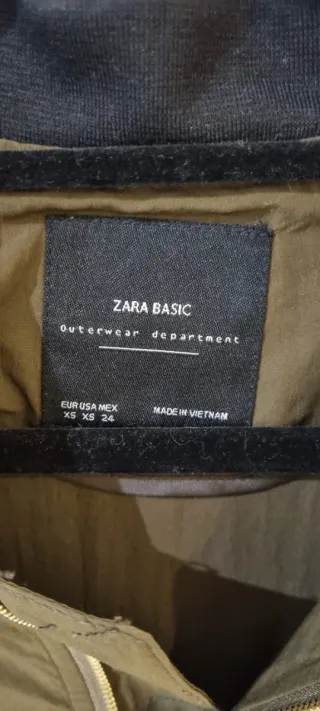 ZARA BASIC
Outerwear department
EUR USA MEX
XS XS 24
MADE IN VIETNAM